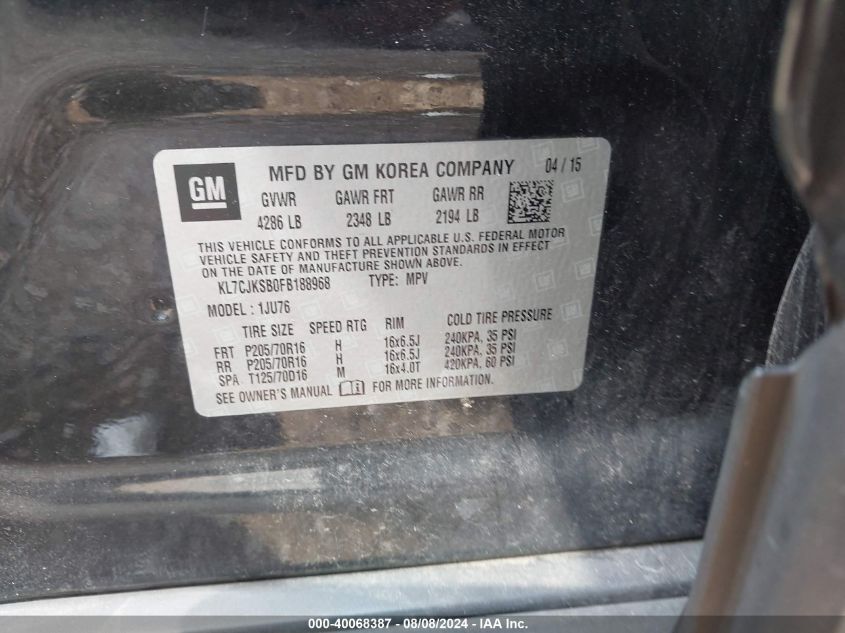 GM
MFD BY GM KOREA COMPANY 04 / 15
GVWR GAWR FRT GAWR RR
4286 LB 2348 LB 2194 LB
THIS VEHICLE CONFORMS TO ALL APPLICABLE U.S. FEDERAL MOTOR
VEHICLE SAFETY AND THEFT PREVENTION STANDARDS IN EFFECT
ON THE DATE OF MANUFACTURE SHOWN ABOVE.
KL7CJKSB0FB188968 TYPE: MPV
MODEL: 1JU76
TIRE SIZE SPEED RTG RIM COLD TIRE PRESSURE
FRT P205/70R16 H 16x6.5J 240KPA, 35 PSI
RR P205/70R16 H 16x6.5J 240KPA, 35 PSI
SPA T125/70D16 M 16x4.0T 420KPA, 60 PSI
SEE OWNER'S MANUAL FOR MORE INFORMATION.
000-40068387 - 08/08/2024 - IAA Inc.